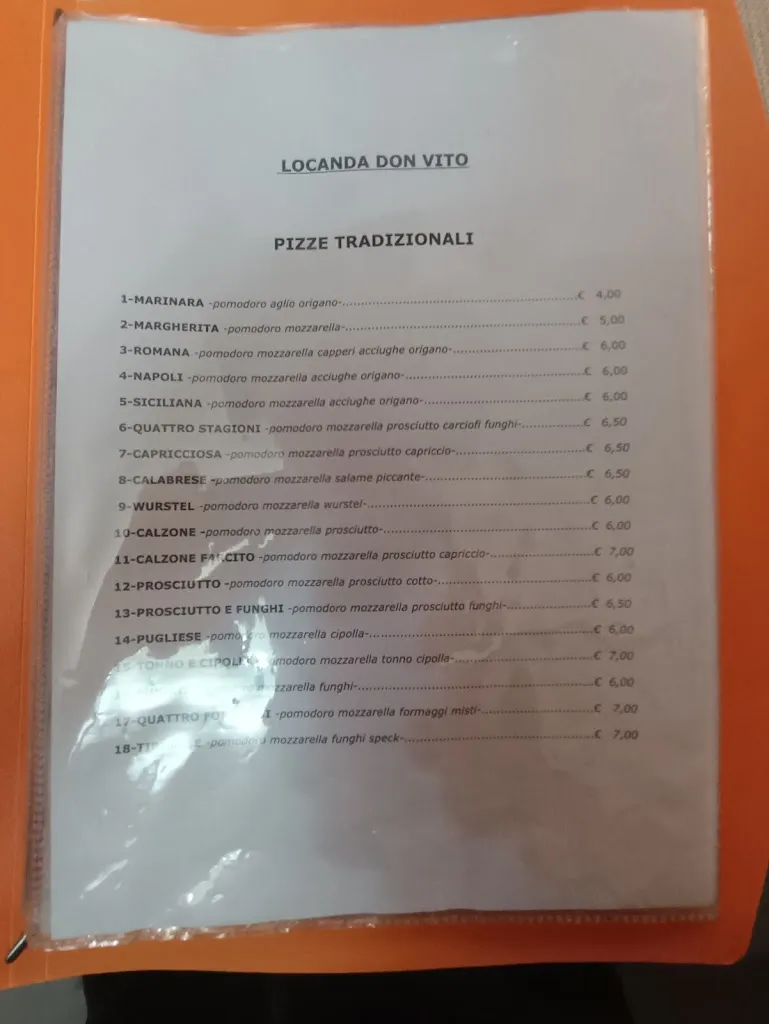 LOCANDA DON VITO
PIZZE TRADIZIONALI
1-MARINARA -pomodoro aglio origano-..........€ 4,00
2-MARGHERITA -pomodoro mozzarella-..........€ 5,00
3-ROMANA -pomodoro mozzarella capperi acciughe origano-..........€ 6,00
4-NAPOLI -pomodoro mozzarella acciughe origano-..........€ 6,00
5-SICILIANA -pomodoro mozzarella acciughe origano-..........€ 6,00
6-QUATTRO STAGIONI -pomodoro mozzarella prosciutto carciofi funghi-..........€ 6,50
7-CAPRICCIOSA -pomodoro mozzarella prosciutto capriccio-..........€ 6,50
8-CALABRESE -pomodoro mozzarella salame piccante-..........€ 6,50
9-WURSTEL -pomodoro mozzarella wurstel-..........€ 6,00
10-CALZONE -pomodoro mozzarella prosciutto-..........€ 6,00
11-CALZONE FARCITO -pomodoro mozzarella prosciutto capriccio-..........€ 7,00
12-PROSCIUTTO -pomodoro mozzarella prosciutto cotto-..........€ 6,00
13-PROSCIUTTO E FUNGHI -pomodoro mozzarella prosciutto funghi-..........€ 6,50
14-PUGLIESE -pomodoro mozzarella cipolla-..........€ 6,00
15-TONNO E CIPOLLA -pomodoro mozzarella tonno cipolla-..........€ 7,00
mozzarella funghi-..........€ 6,00
17-QUATTRO -pomodoro mozzarella formaggi misti-..........€ 7,00
-pomodoro mozzarella funghi speck-..........€ 7,00